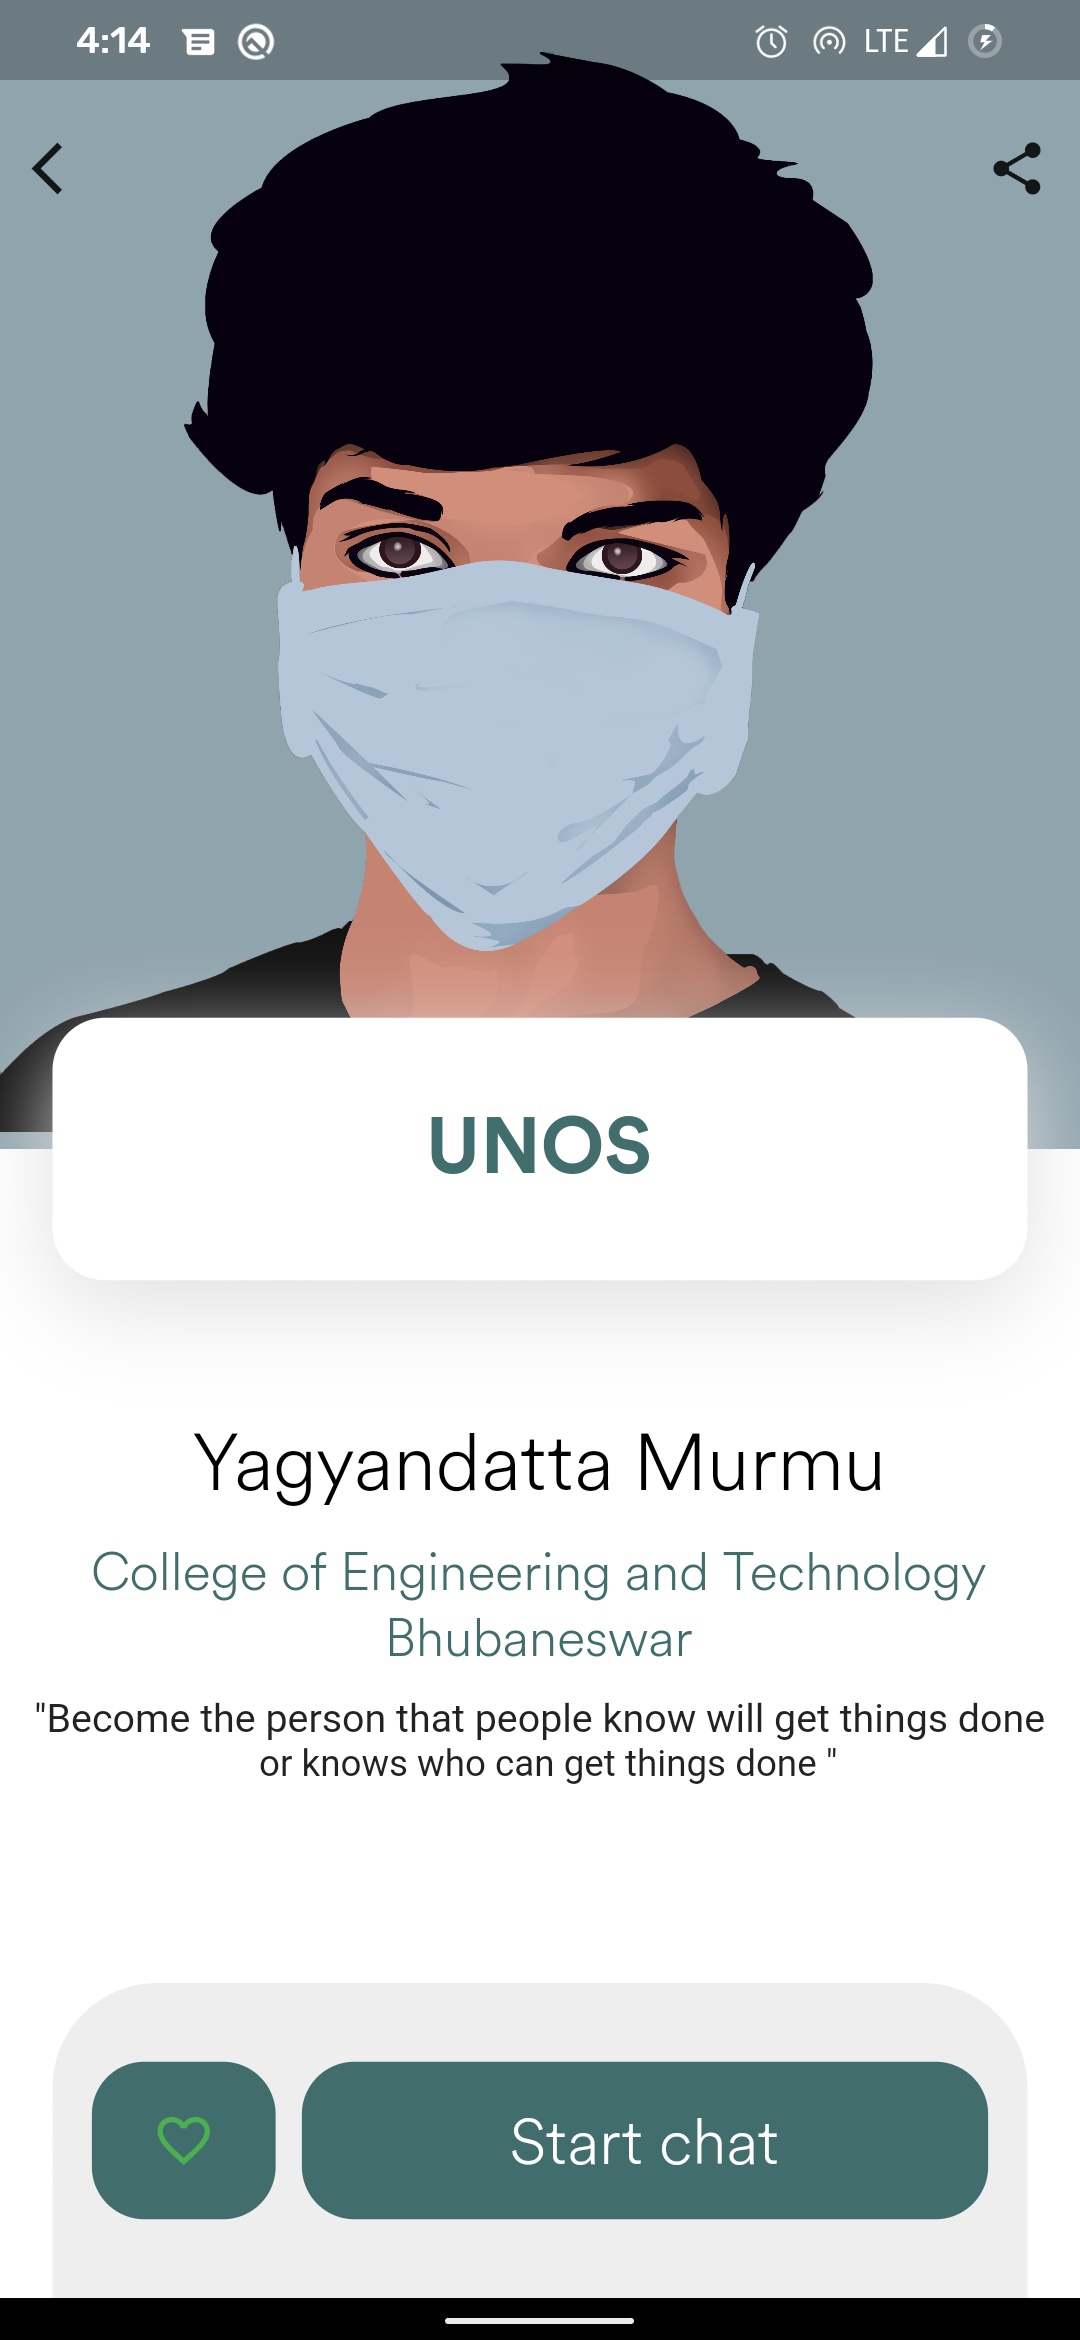 4:14
LTE
UNOS
Yagyandatta Murmu
College of Engineering and Technology
Bhubaneswar
"Become the person that people know will get things done
or knows who can get things done "
Start chat